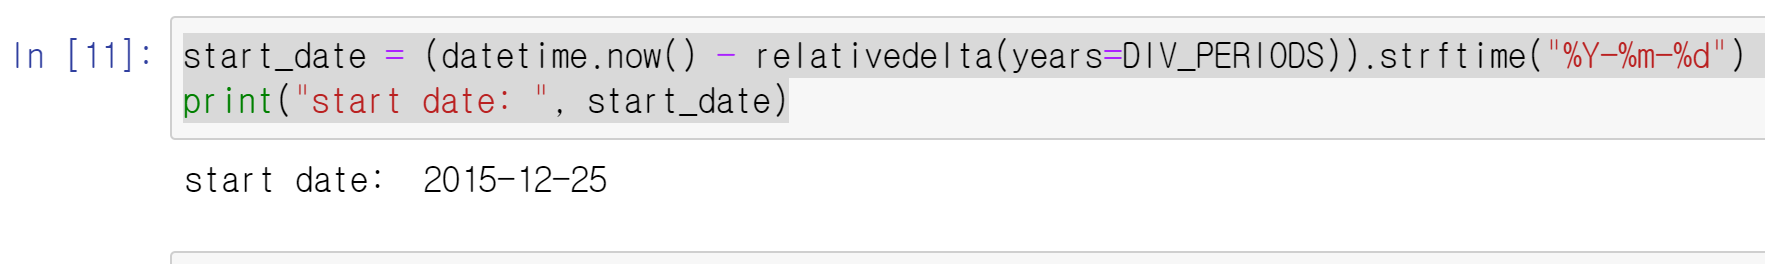 In [11]: start_date = (datetime.now() - relativedelta(years=DIV_PERIODS)).strftime("%Y-%m-%d")
print("start date: ", start_date)
start date:  2015-12-25